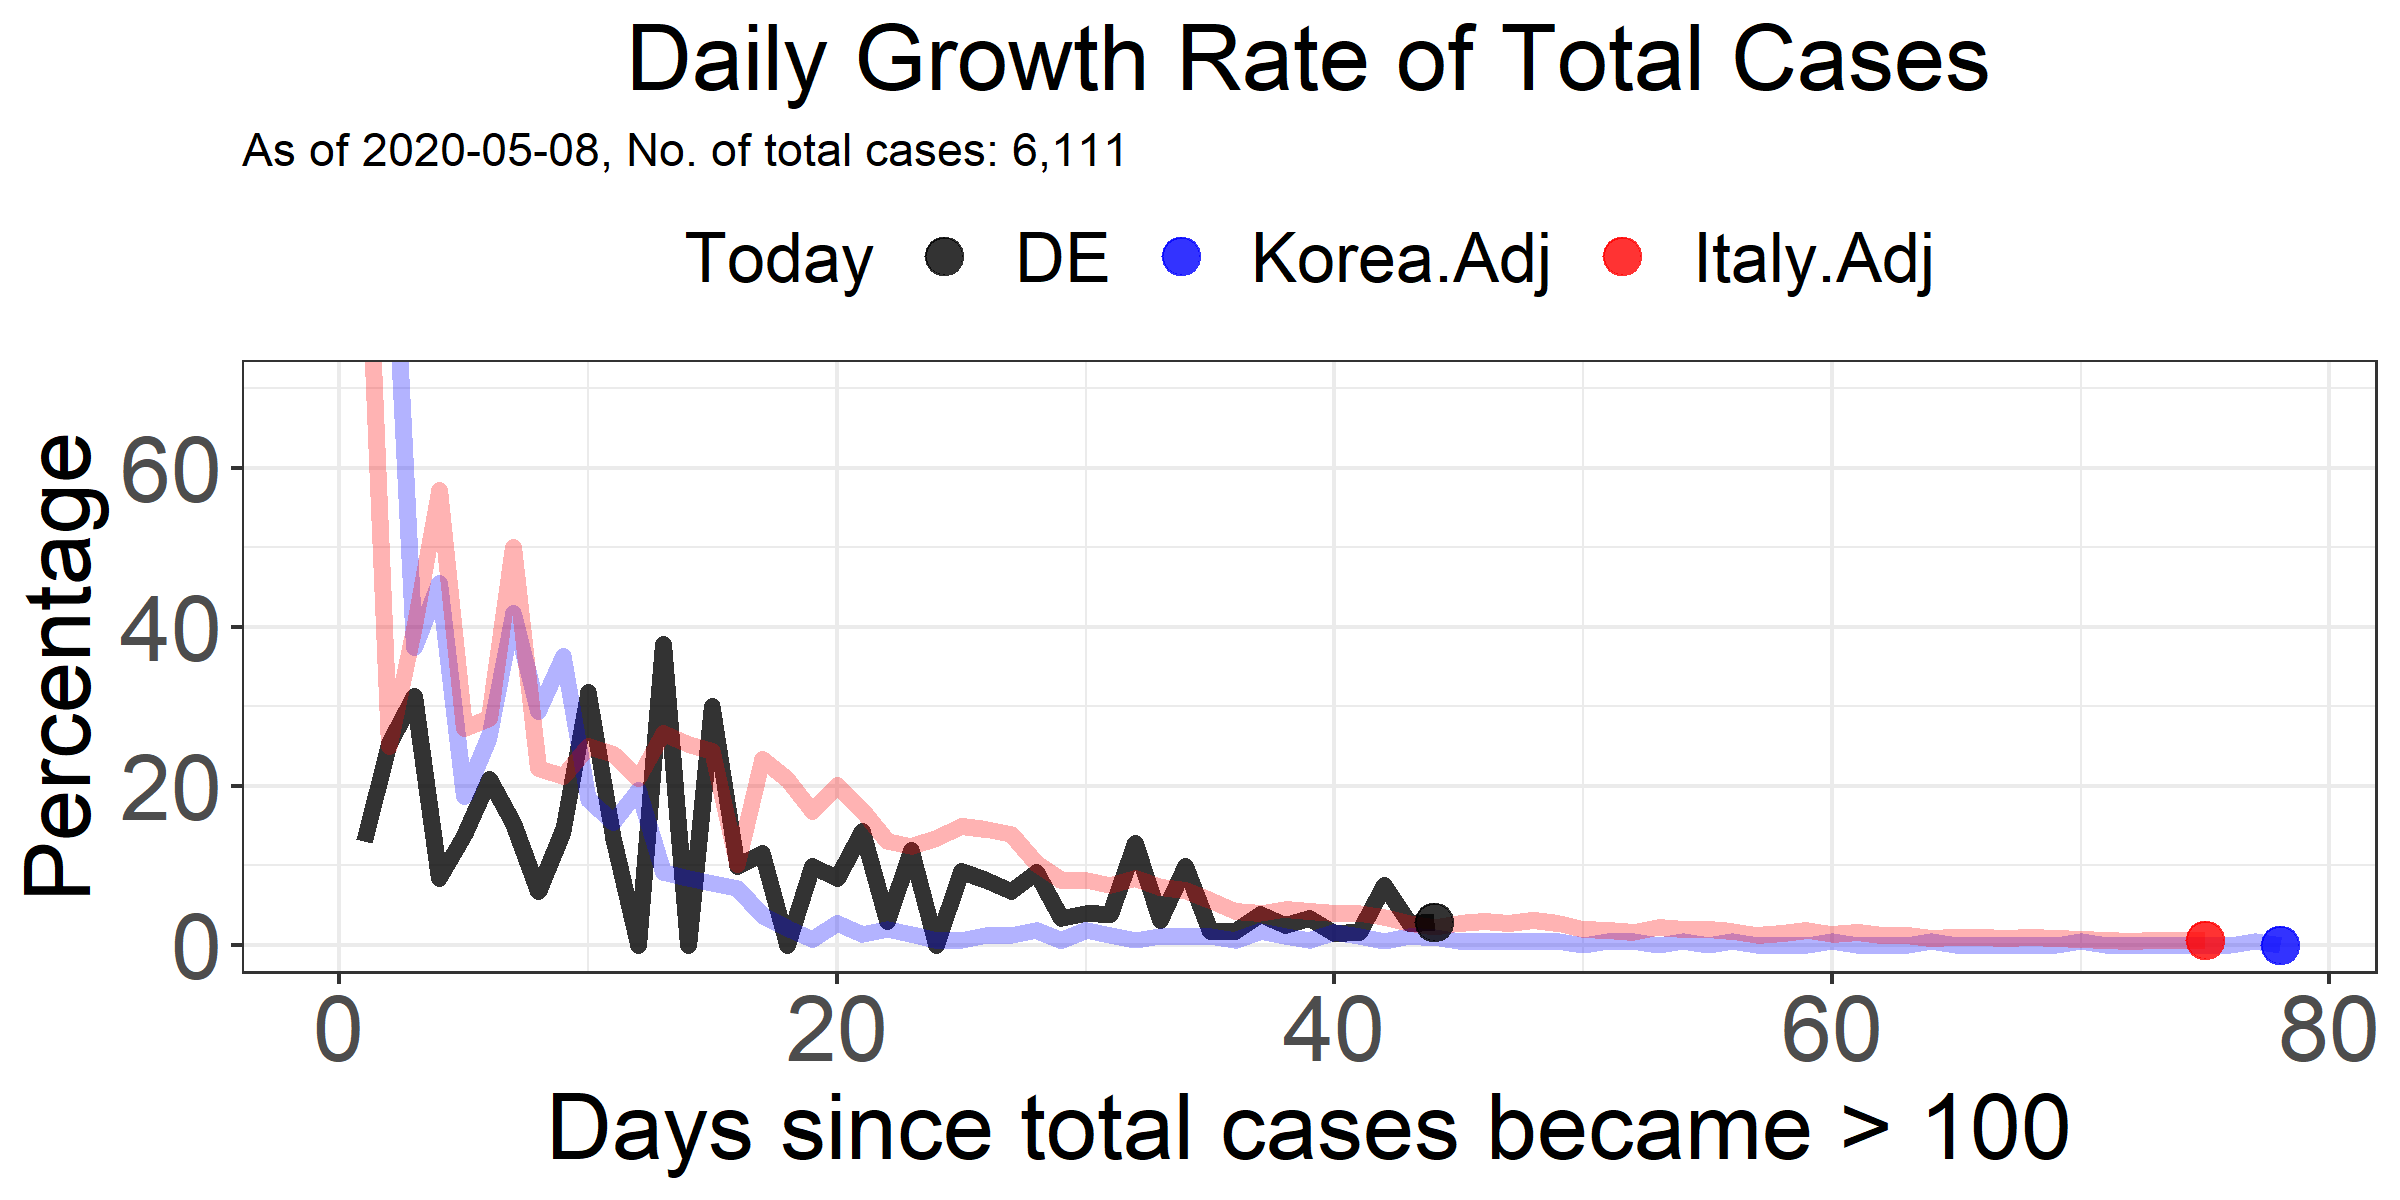 Daily Growth Rate of Total Cases
As of 2020-05-08, No. of total cases: 6,111
Today DE Korea.Adj Italy.Adj
Percentage
60
40
20
0
0 20 40 60 80
Days since total cases became > 100